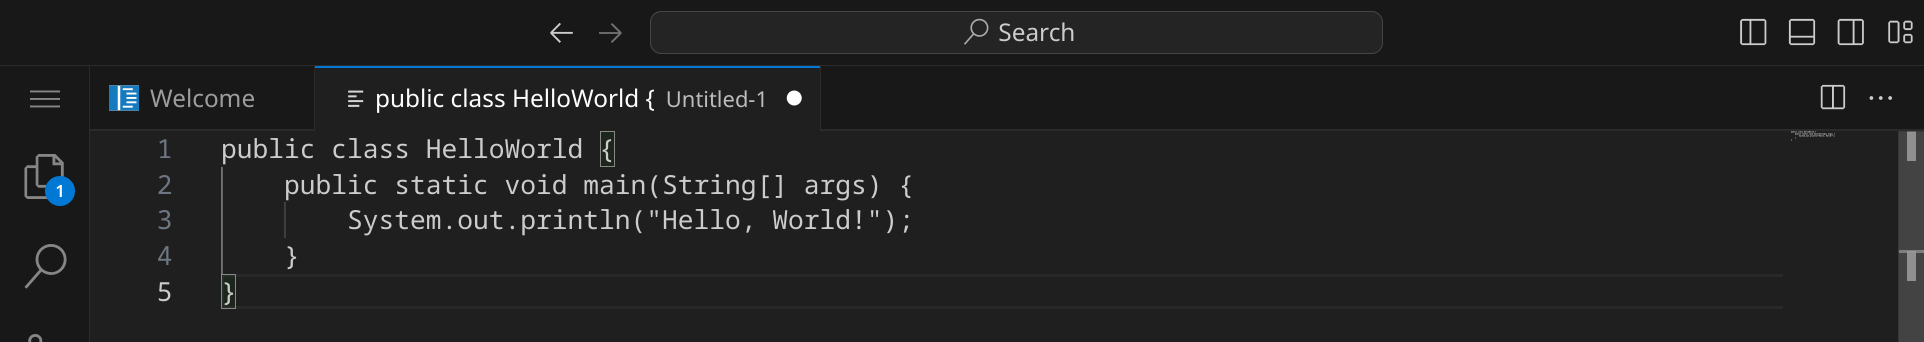 Search
Welcome
public class HelloWorld { Untitled-1
1
1 public class HelloWorld {
2     public static void main(String[] args) {
3         System.out.println("Hello, World!");
4     }
5 }